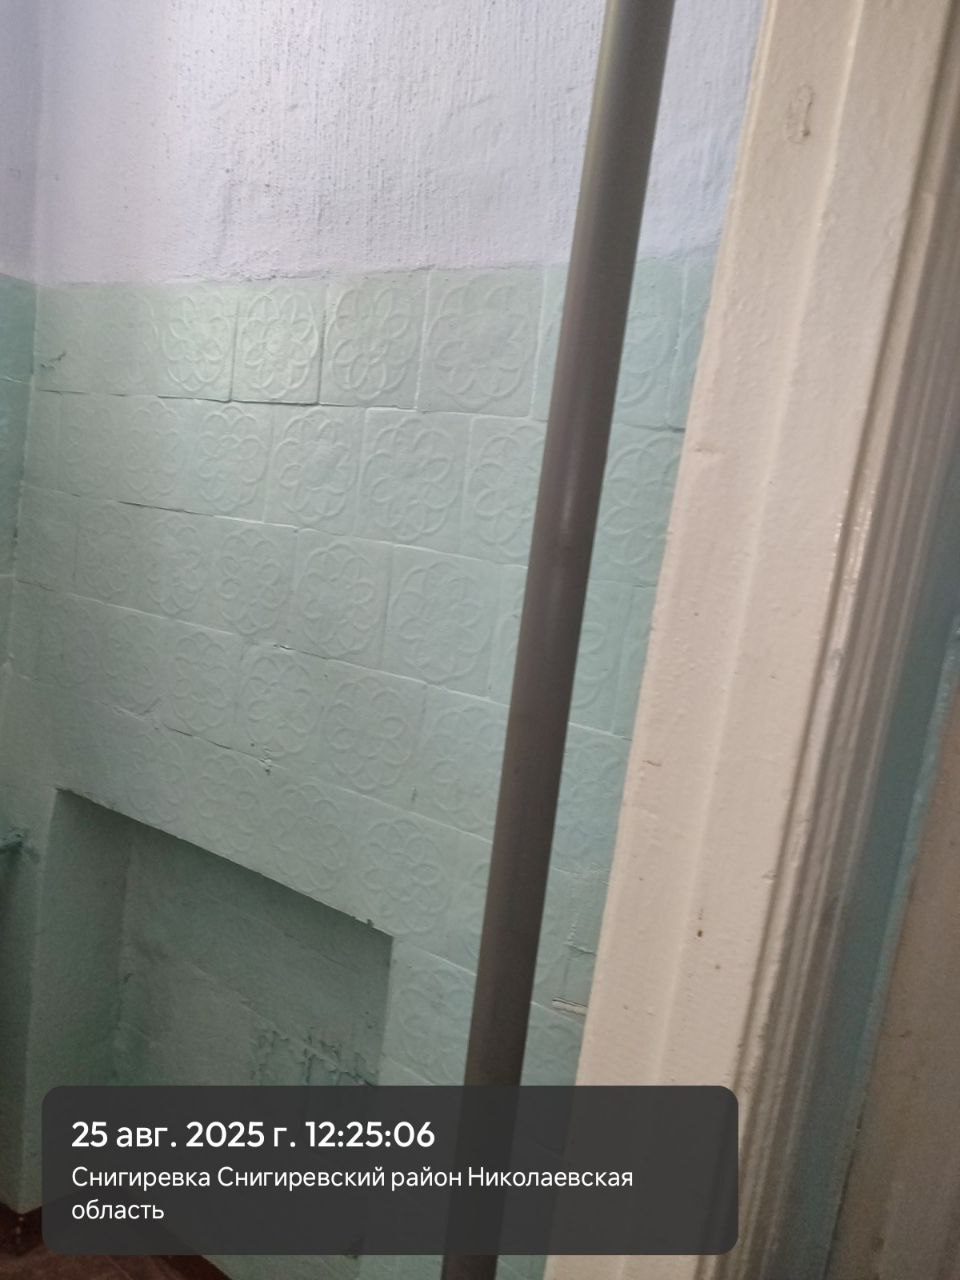 25 авг. 2025 г. 12:25:06
Снигиревка Снигиревский район Николаевская
область